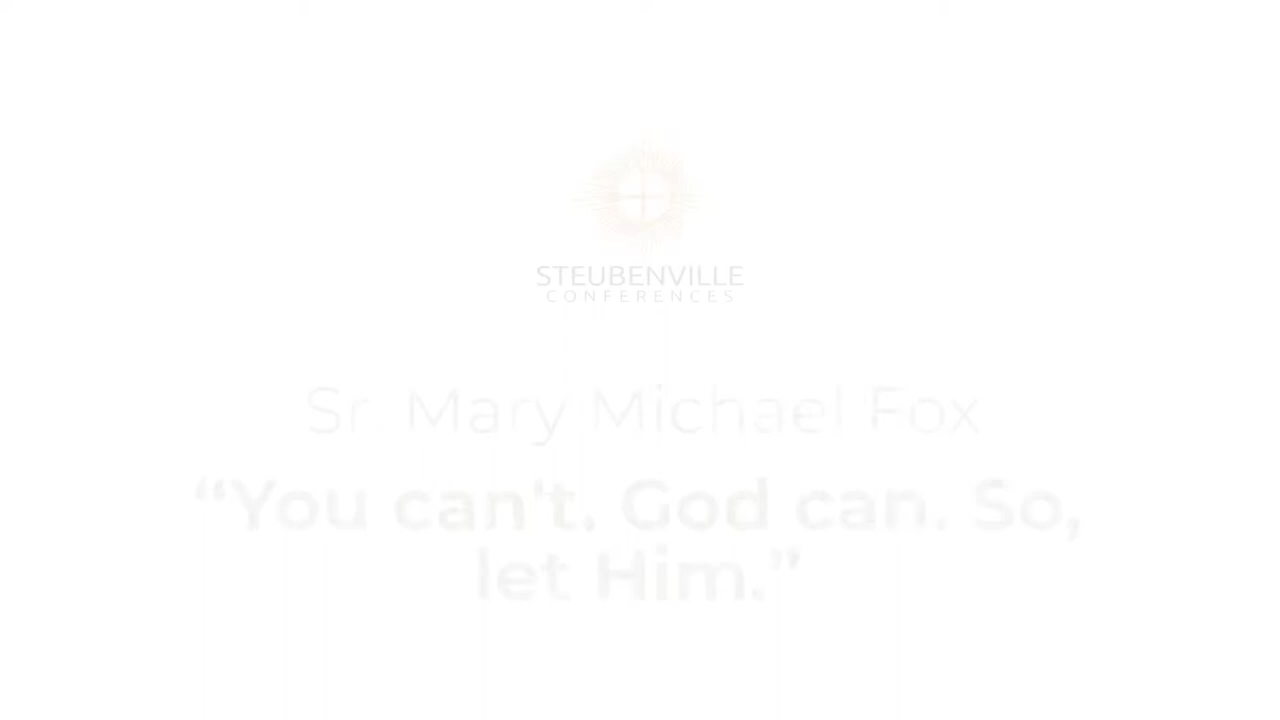 STEUBENVILLE
CONFERENCES
Sr. Mary Michael Fox
“You can't. God can. So,
let Him.”